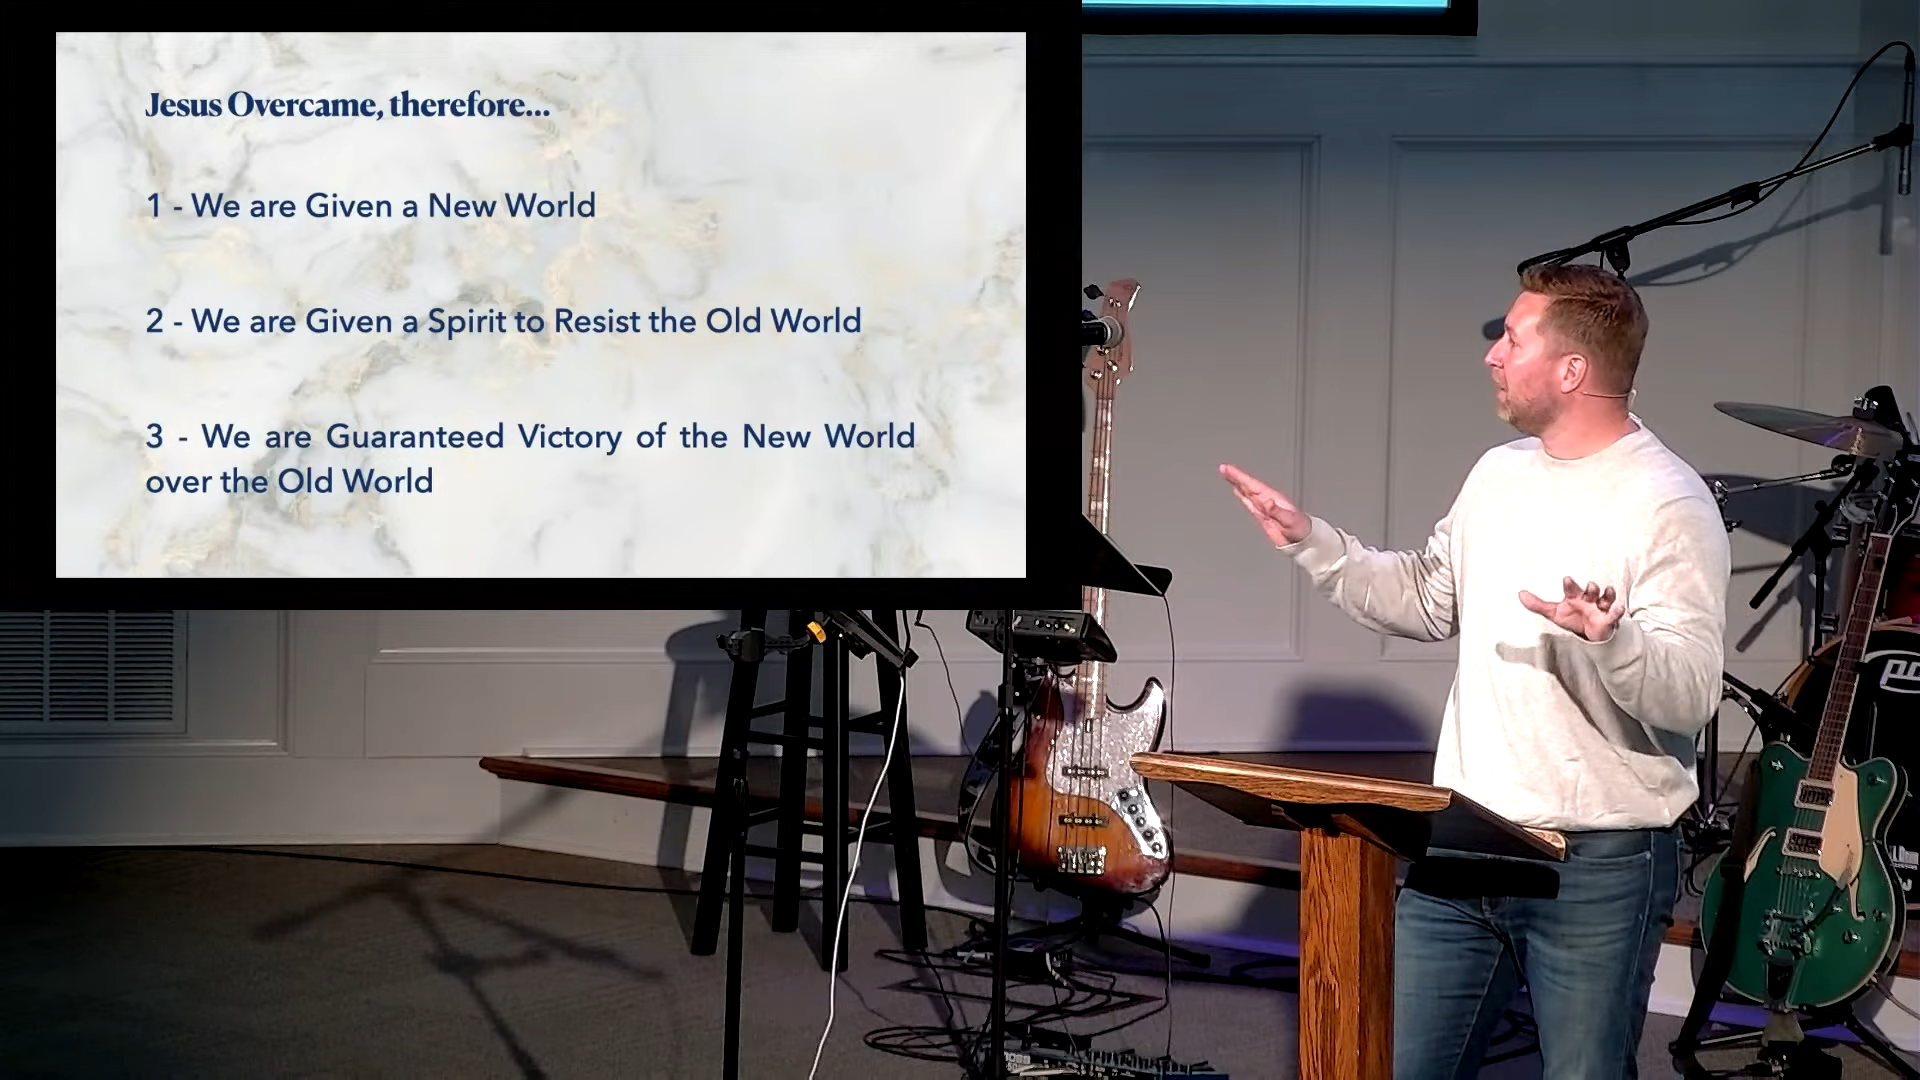 Jesus Overcame, therefore...
1 - We are Given a New World
2 - We are Given a Spirit to Resist the Old World
3 - We are Guaranteed Victory of the New World
over the Old World
BOSS